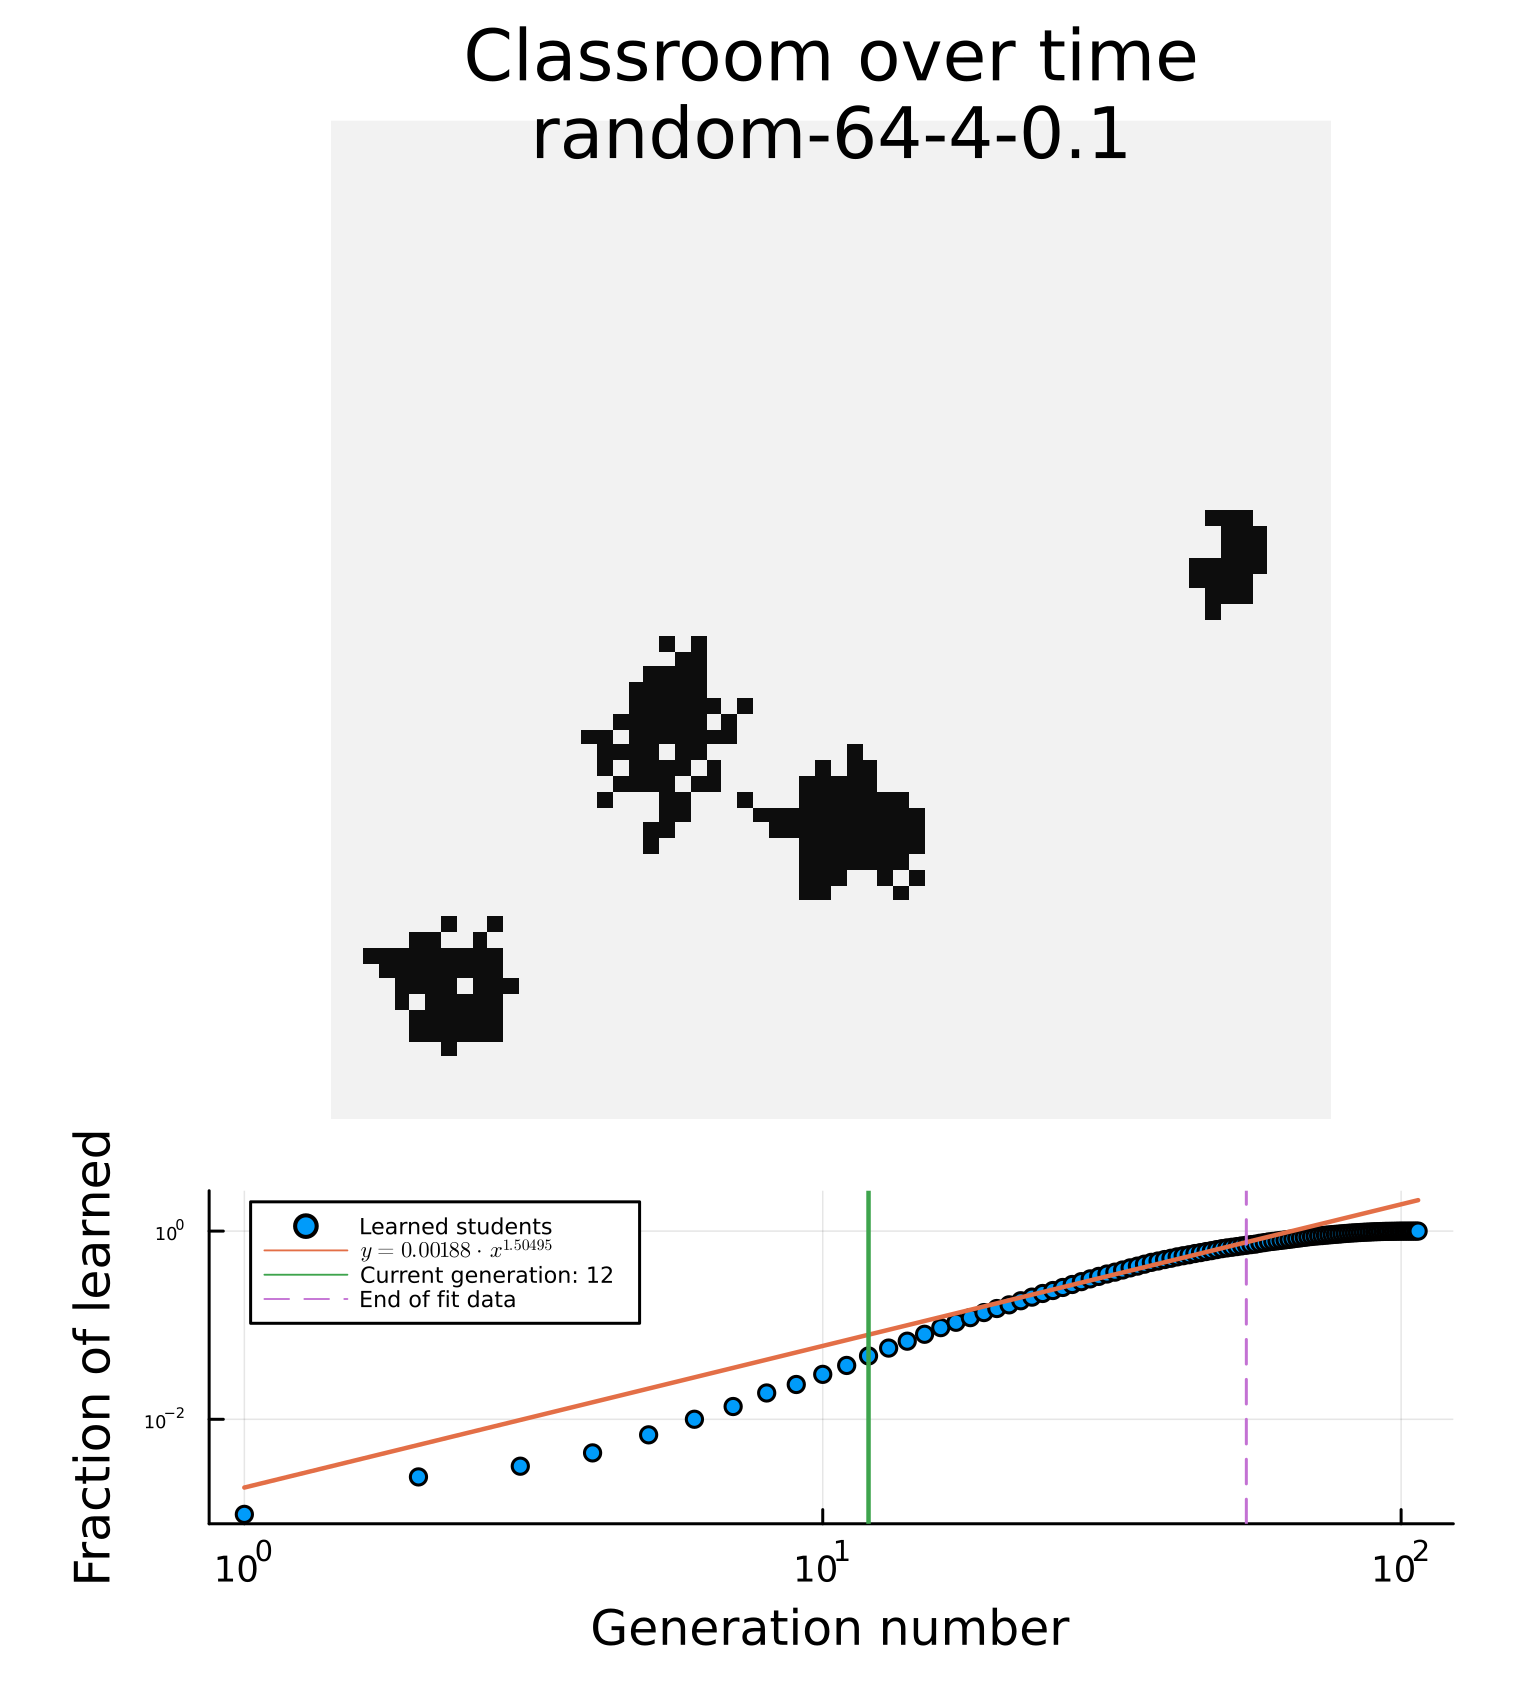 Classroom over time
random-64-4-0.1
Fraction of learned
10^0
10^-2
Learned students
y = 0.00188 · x^1.50495
Current generation: 12
End of fit data
10^0
10^1
10^2
Generation number